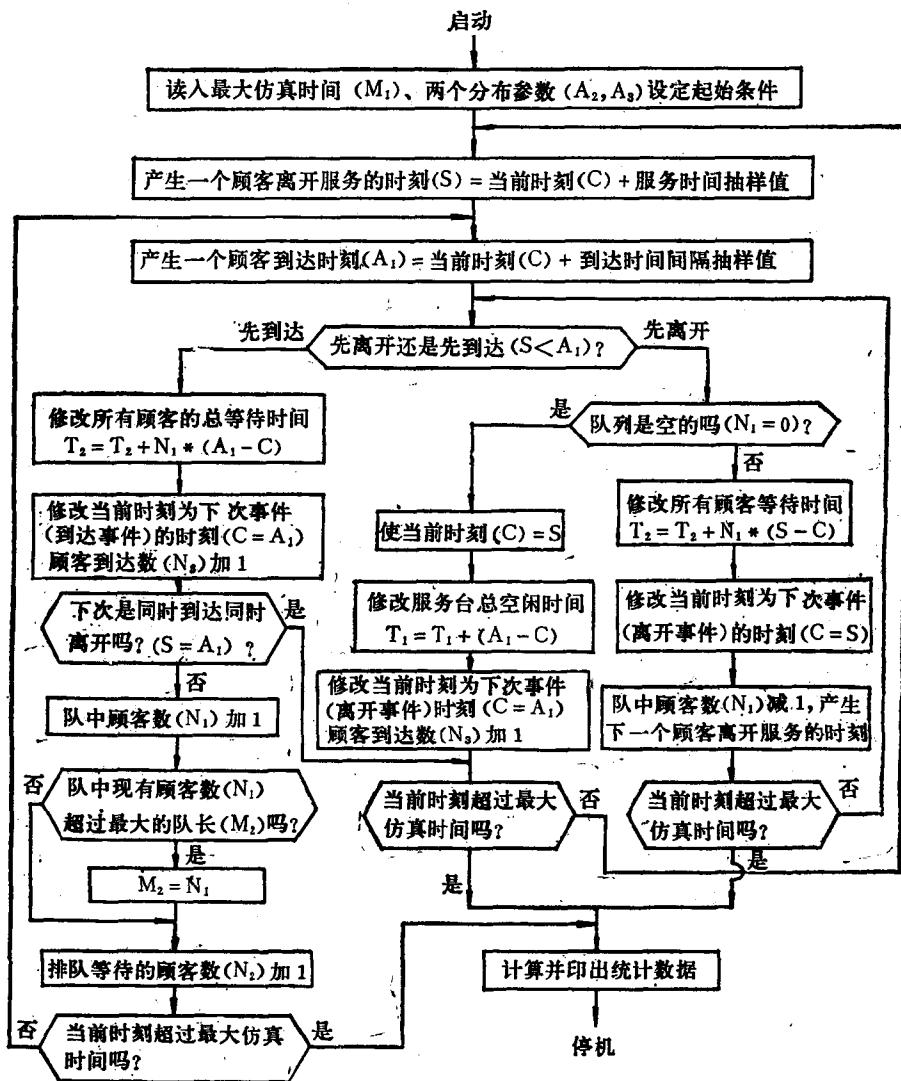 启动
读入最大仿真时间(M₁)、两个分布参数(A₂,A₃)设定起始条件
产生一个顾客离开服务的时刻(S)=当前时刻(C)+服务时间抽样值
产生一个顾客到达时刻(A₁)=当前时刻(C)+到达时间间隔抽样值
先到达
先离开还是先到达(S<A₁)?
先离开
修改所有顾客的总等待时间
T₂=T₂+N₁*(A₁-C)
修改当前时刻为下次事件
(到达事件)的时刻(C=A₁)
顾客到达数(N₃)加1
下次是同时到达同时
离开吗?(S=A₁)?
是
否
队中顾客数(N₁)加1
否
队中现有顾客数(N₁)
超过最大的队长(M₂)吗?
是
M₂=N₁
排队等待的顾客数(N₂)加1
否
当前时刻超过最大仿真
时间吗?
是
是
队列是空的吗(N₁=0)?
否
使当前时刻(C)=S
修改服务台总空闲时间
T₁=T₁+(A₁-C)
修改当前时刻为下次事件
(离开事件)时刻(C=A₁)
顾客到达数(N₃)加1
当前时刻超过最大
仿真时间吗?
否
是
修改所有顾客等待时间
T₂=T₂+N₁*(S-C)
修改当前时刻为下次事件
(离开事件)的时刻(C=S)
队中顾客数(N₁)减1,产生
下一个顾客离开服务的时刻
当前时刻超过最大
仿真时间吗?
否
是
计算并印出统计数据
停机